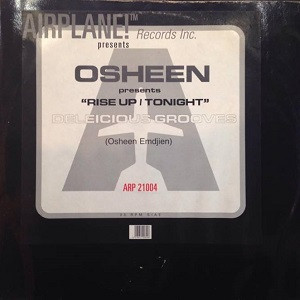 AIRPLANE!™
Records Inc.
presents
OSHEEN
presents
"RISE UP / TONIGHT"
DELEICIOUS GROOVES
(Osheen Emdjien)
ARP 21004